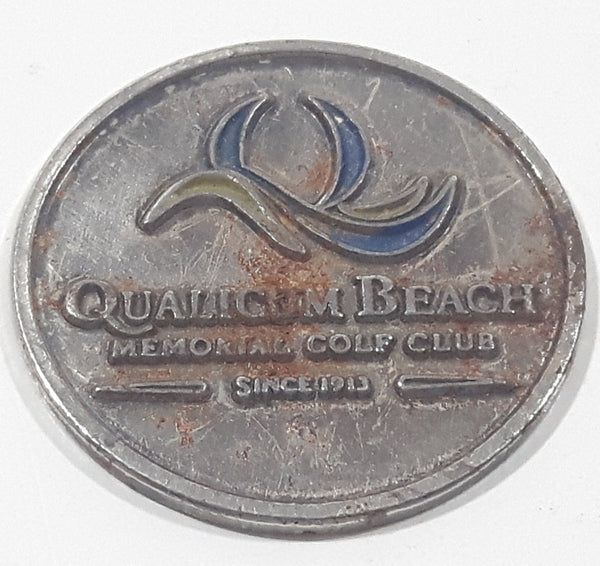 QUALICUM BEACH
MEMORIAL GOLF CLUB
SINCE 1913